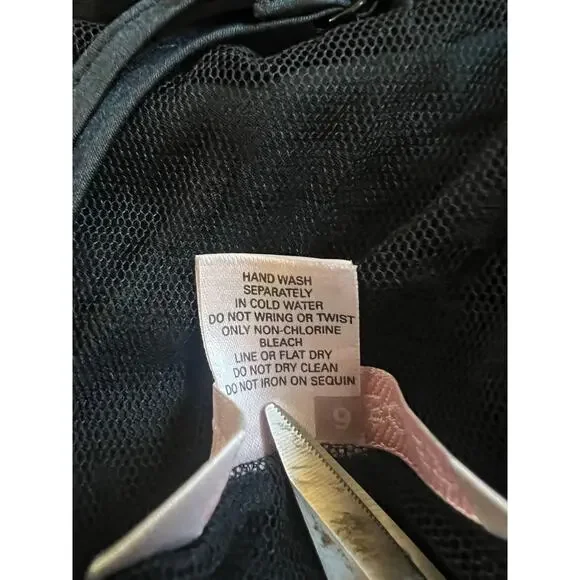 HAND WASH
SEPARATELY
IN COLD WATER
DO NOT WRING OR TWIST
ONLY NON-CHLORINE
BLEACH
LINE OR FLAT DRY
DO NOT DRY CLEAN
DO NOT IRON ON SEQUIN
9